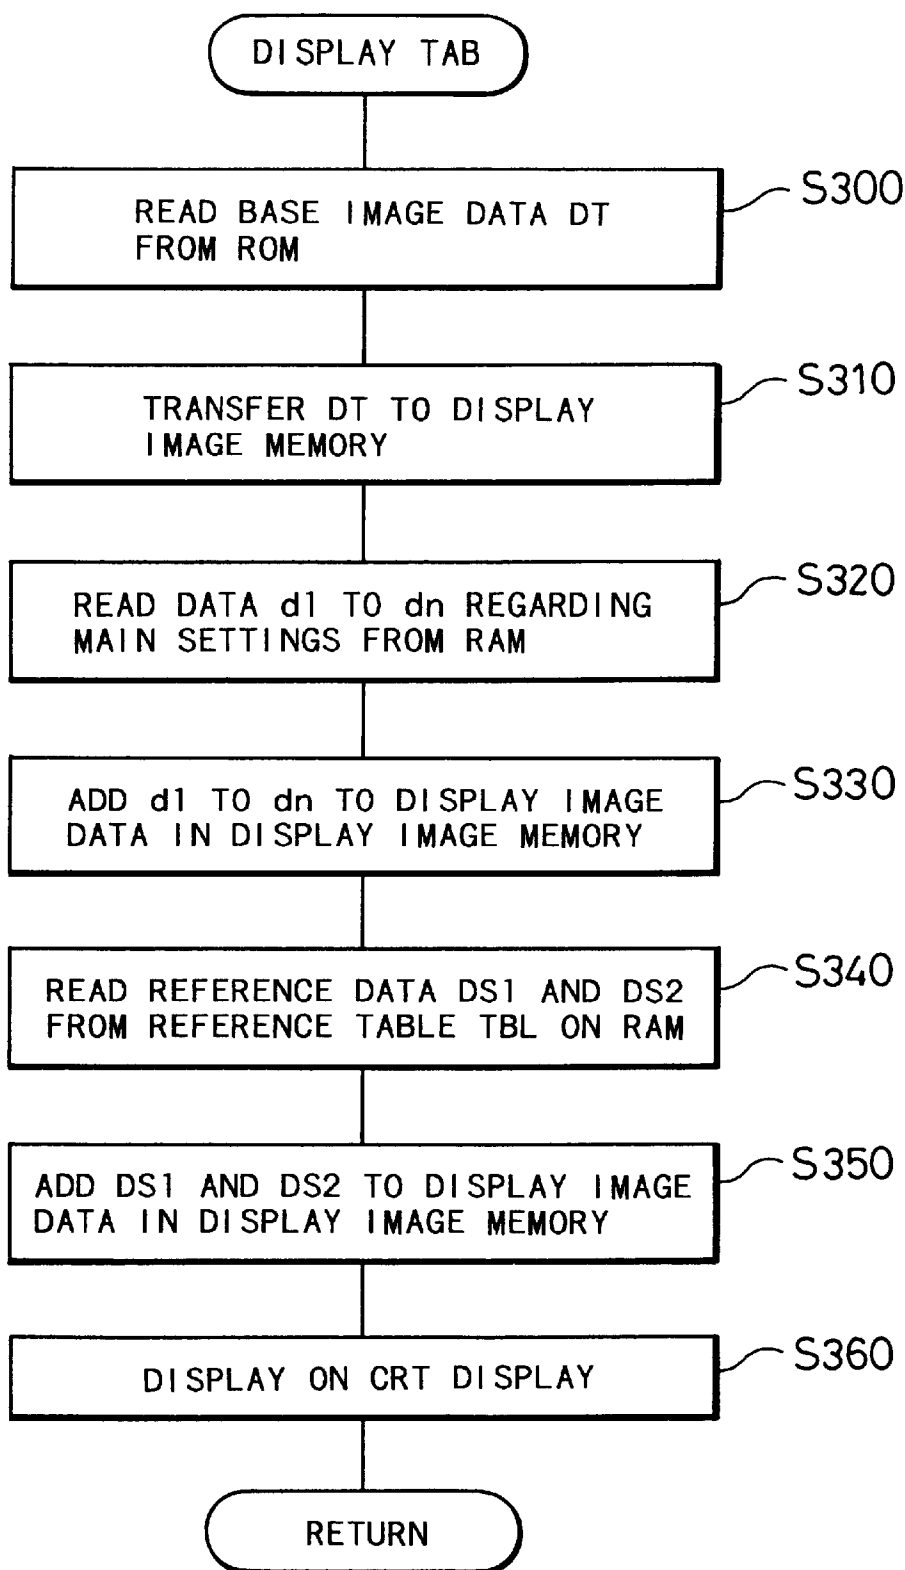 DISPLAY TAB
S300
READ BASE IMAGE DATA DT
FROM ROM
S310
TRANSFER DT TO DISPLAY
IMAGE MEMORY
S320
READ DATA d1 TO dn REGARDING
MAIN SETTINGS FROM RAM
S330
ADD d1 TO dn TO DISPLAY IMAGE
DATA IN DISPLAY IMAGE MEMORY
S340
READ REFERENCE DATA DS1 AND DS2
FROM REFERENCE TABLE TBL ON RAM
S350
ADD DS1 AND DS2 TO DISPLAY IMAGE
DATA IN DISPLAY IMAGE MEMORY
S360
DISPLAY ON CRT DISPLAY
RETURN